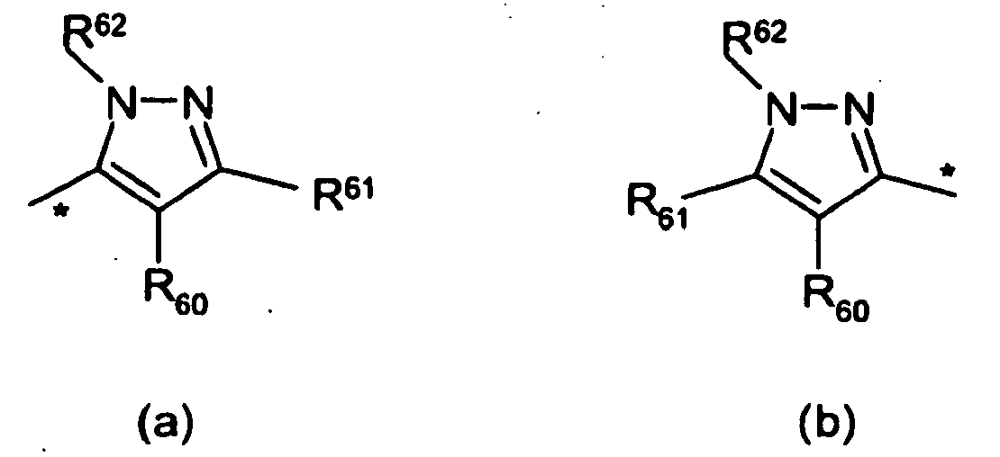 R62 R62
N N N N
* R61 R61 *
R60 R60
(a) (b)